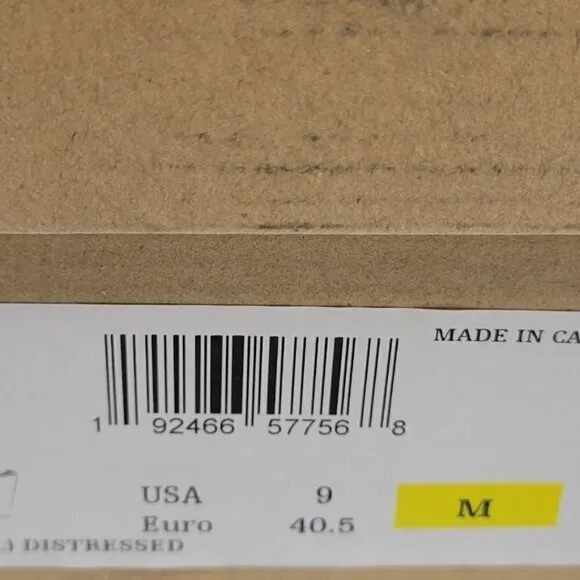 MADE IN CA
1 92466 57756 8
USA 9 M
Euro 40.5
.) DISTRESSED